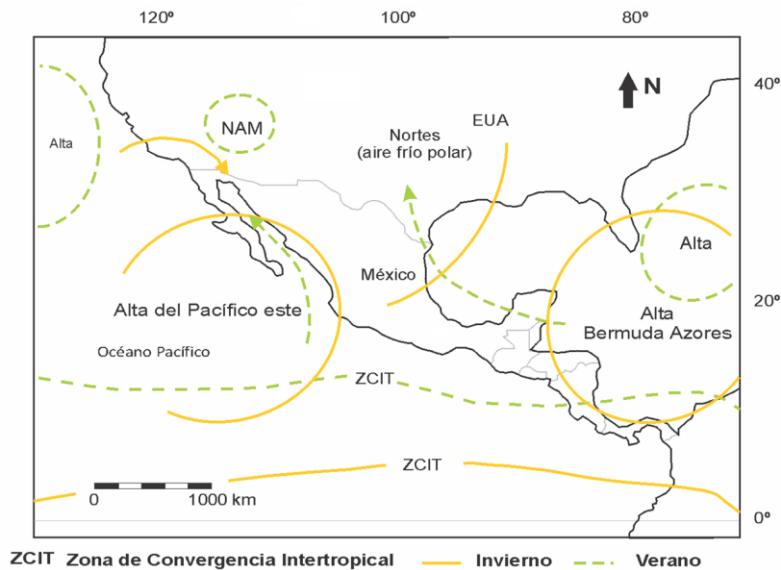 120º 100º 80º
40º
N
EUA
NAM
Nortes
(aire frío polar)
Alta
Alta
México
20º
Alta del Pacífico este
Alta
Bermuda Azores
Océano Pacífico
ZCIT
ZCIT
0 1000 km
0º
ZCIT Zona de Convergencia Intertropical Invierno Verano